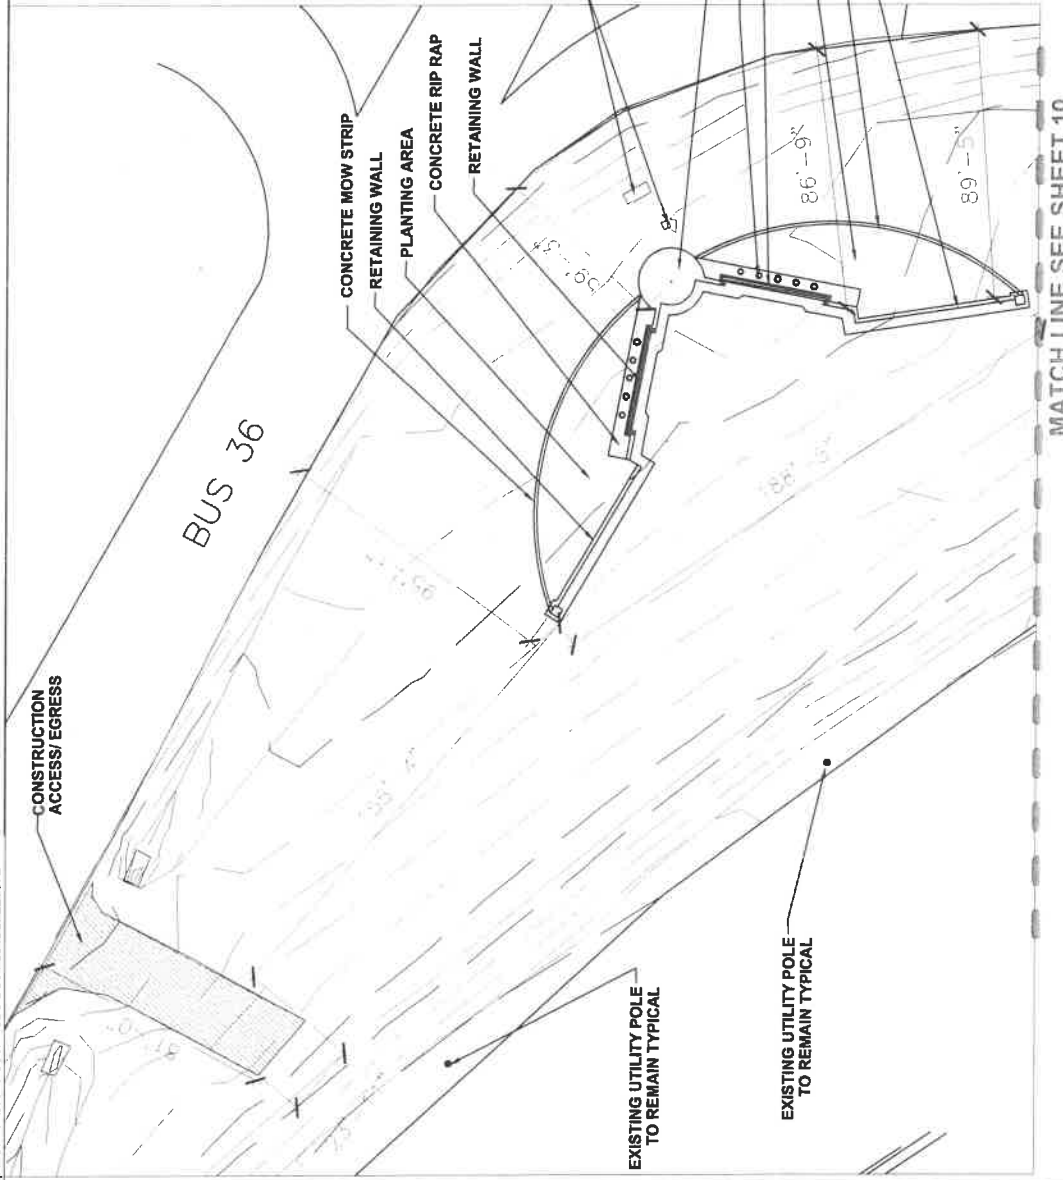 CONCRETE MOW STRIP
RETAINING WALL
PLANTING AREA
CONCRETE RIP RAP
RETAINING WALL
BUS 36
CONSTRUCTION
ACCESS/ EGRESS
86'-9"
89'-5"
EXISTING UTILITY POLE
TO REMAIN TYPICAL
EXISTING UTILITY POLE
TO REMAIN TYPICAL
MATCH LINE SEE SHEET 10